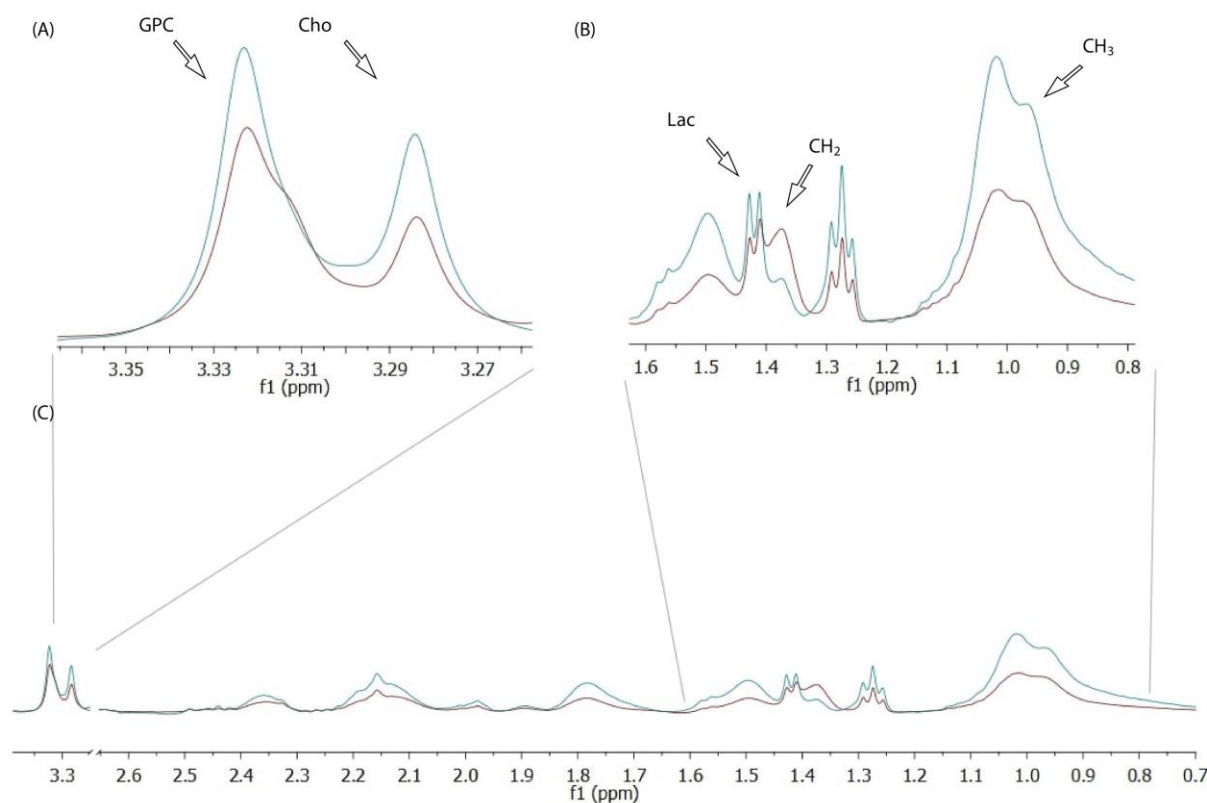 (A)
GPC
Cho
3.35 3.33 3.31 3.29 3.27
f1 (ppm)
(B)
Lac
CH₂
CH₃
1.6 1.5 1.4 1.3 1.2 1.1 1.0 0.9 0.8
f1 (ppm)
(C)
3.3 2.6 2.5 2.4 2.3 2.2 2.1 2.0 1.9 1.8 1.7 1.6 1.5 1.4 1.3 1.2 1.1 1.0 0.9 0.8 0.7
f1 (ppm)